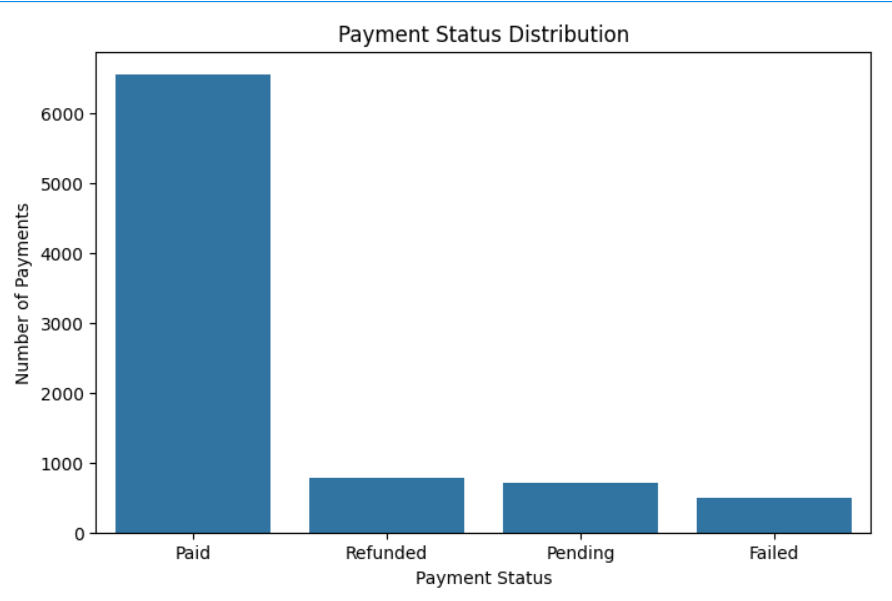 Payment Status Distribution
Number of Payments
6000
5000
4000
3000
2000
1000
0
Paid Refunded Pending Failed
Payment Status